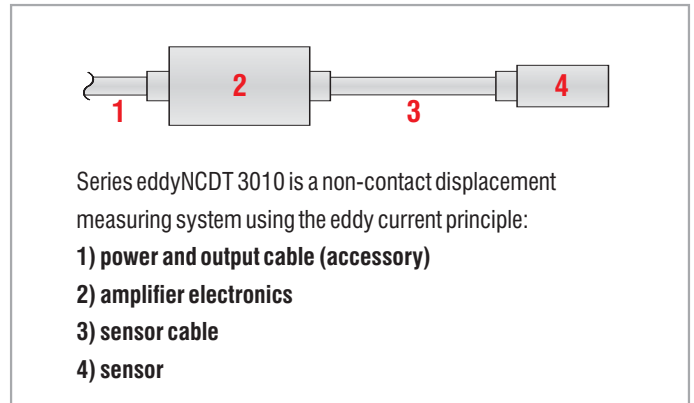 1
2
3
4
Series eddyNCDT 3010 is a non-contact displacement
measuring system using the eddy current principle:
1) power and output cable (accessory)
2) amplifier electronics
3) sensor cable
4) sensor